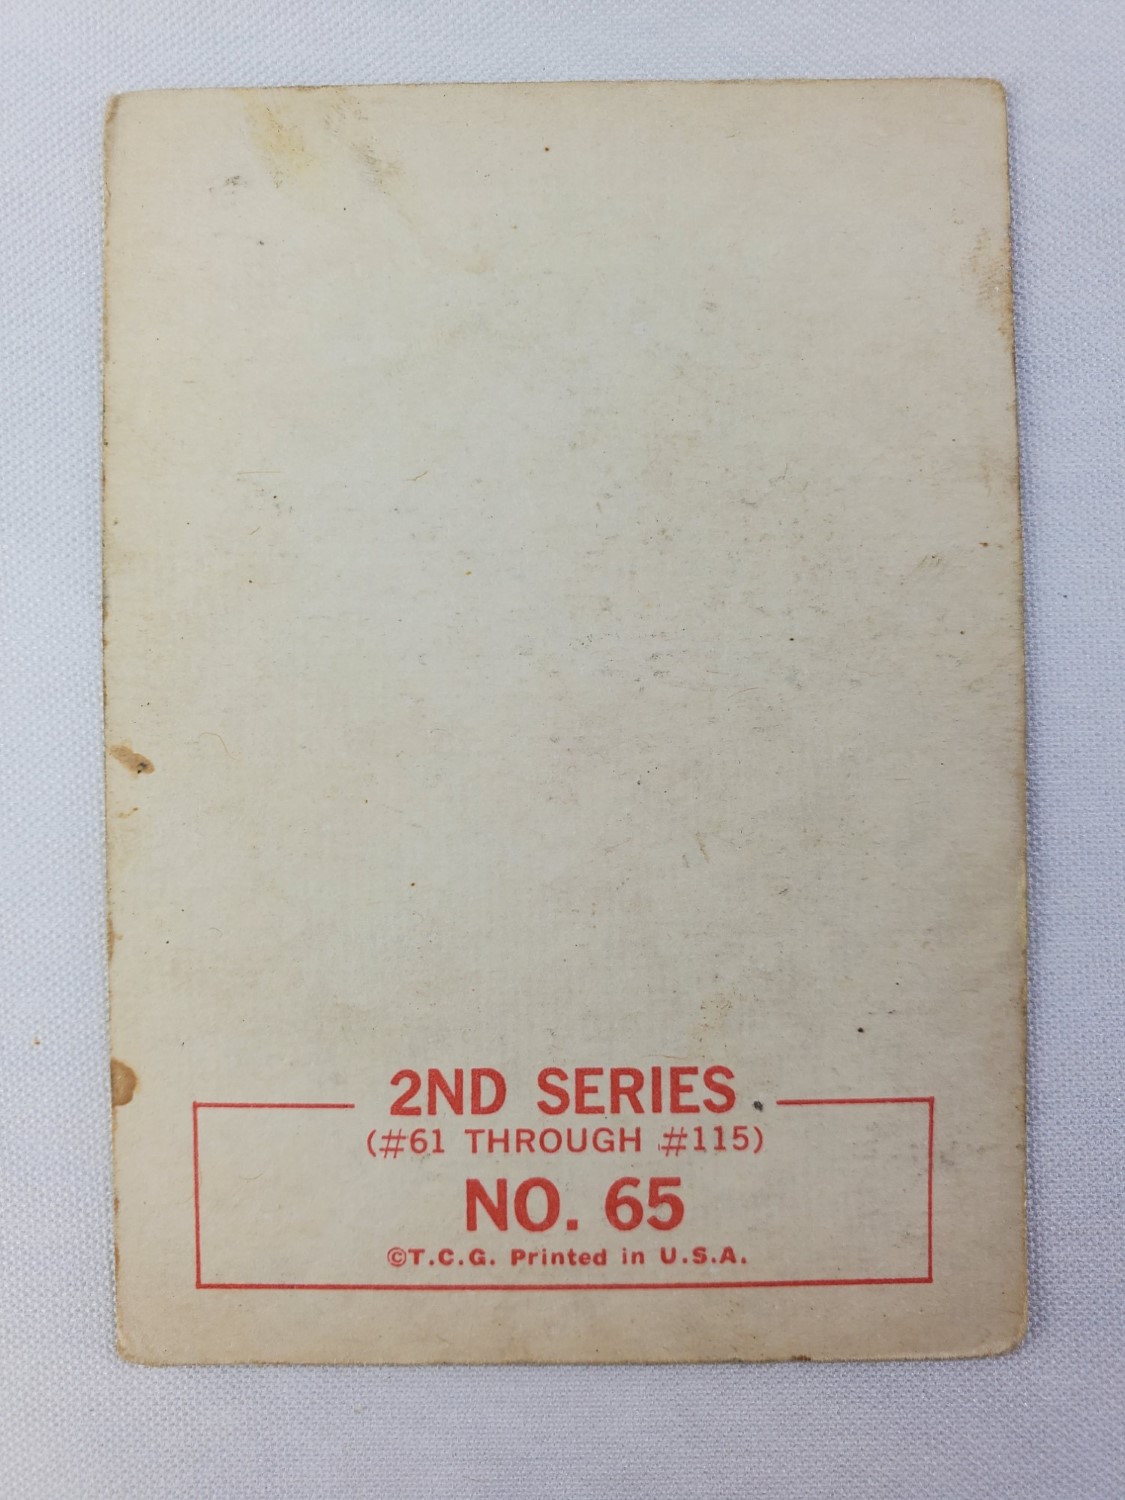 2ND SERIES
(#61 THROUGH #115)
NO. 65
©T.C.G. Printed in U.S.A.